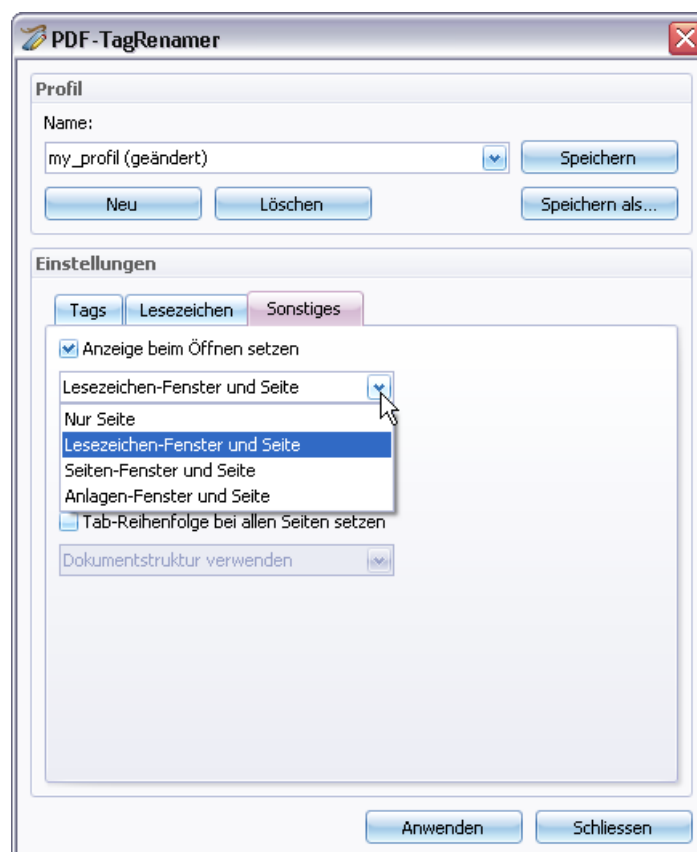 PDF-TagRenamer
Profil
Name:
my_profil (geändert)
Speichern
Neu
Löschen
Speichern als...
Einstellungen
Tags
Lesezeichen
Sonstiges
Anzeige beim Öffnen setzen
Lesezeichen-Fenster und Seite
Nur Seite
Lesezeichen-Fenster und Seite
Seiten-Fenster und Seite
Anlagen-Fenster und Seite
Tab-Reihenfolge bei allen Seiten setzen
Dokumentstruktur verwenden
Anwenden
Schliessen